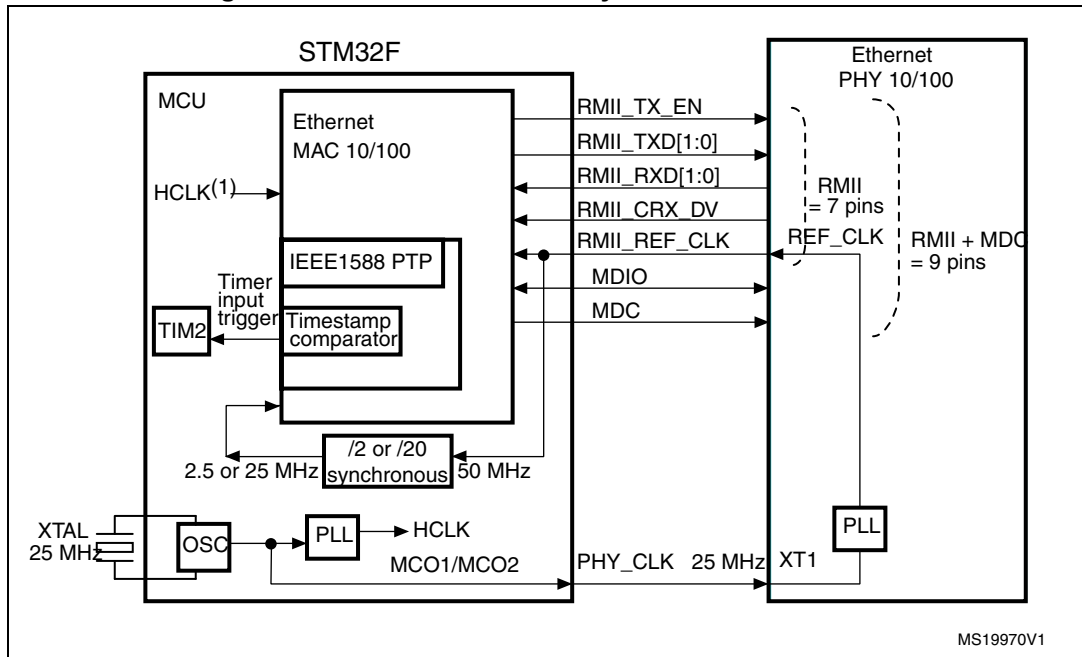 STM32F
MCU
Ethernet
MAC 10/100
HCLK(1)
IEEE1588 PTP
Timer
input
trigger
TIM2
Timestamp
comparator
/2 or /20
synchronous
2.5 or 25 MHz
50 MHz
XTAL
25 MHz
OSC
PLL
HCLK
MCO1/MCO2
RMII_TX_EN
RMII_TXD[1:0]
RMII_RXD[1:0]
RMII_CRX_DV
RMII_REF_CLK
MDIO
MDC
PHY_CLK 25 MHz
Ethernet
PHY 10/100
RMII
= 7 pins
REF_CLK
RMII + MDC
= 9 pins
PLL
XT1
MS19970V1